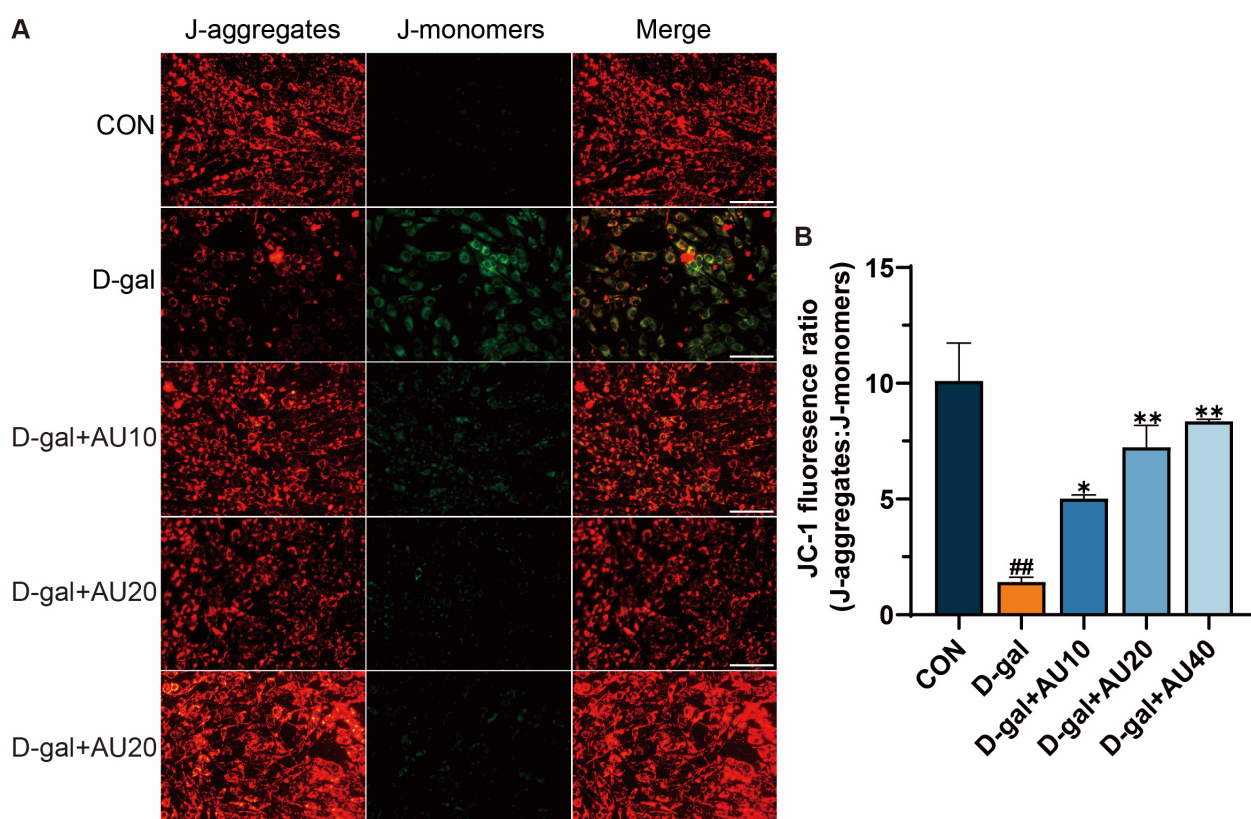 A
J-aggregates J-monomers Merge
CON
D-gal
D-gal+AU10
D-gal+AU20
D-gal+AU20
B
JC-1 fluoresence ratio
(J-aggregates:J-monomers)
15
10
5
0
##
*
**
**
CON
D-gal
D-gal+AU10
D-gal+AU20
D-gal+AU40